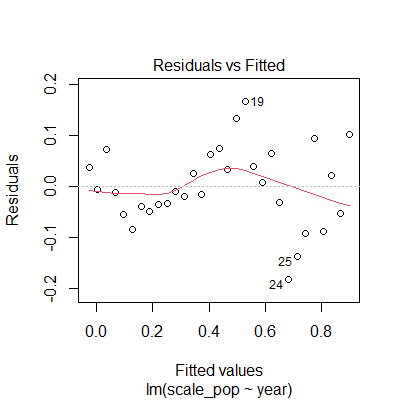 Residuals vs Fitted
Residuals
0.2
0.1
0.0
-0.1
-0.2
19
25
24
0.0 0.2 0.4 0.6 0.8
Fitted values
lm(scale_pop ~ year)